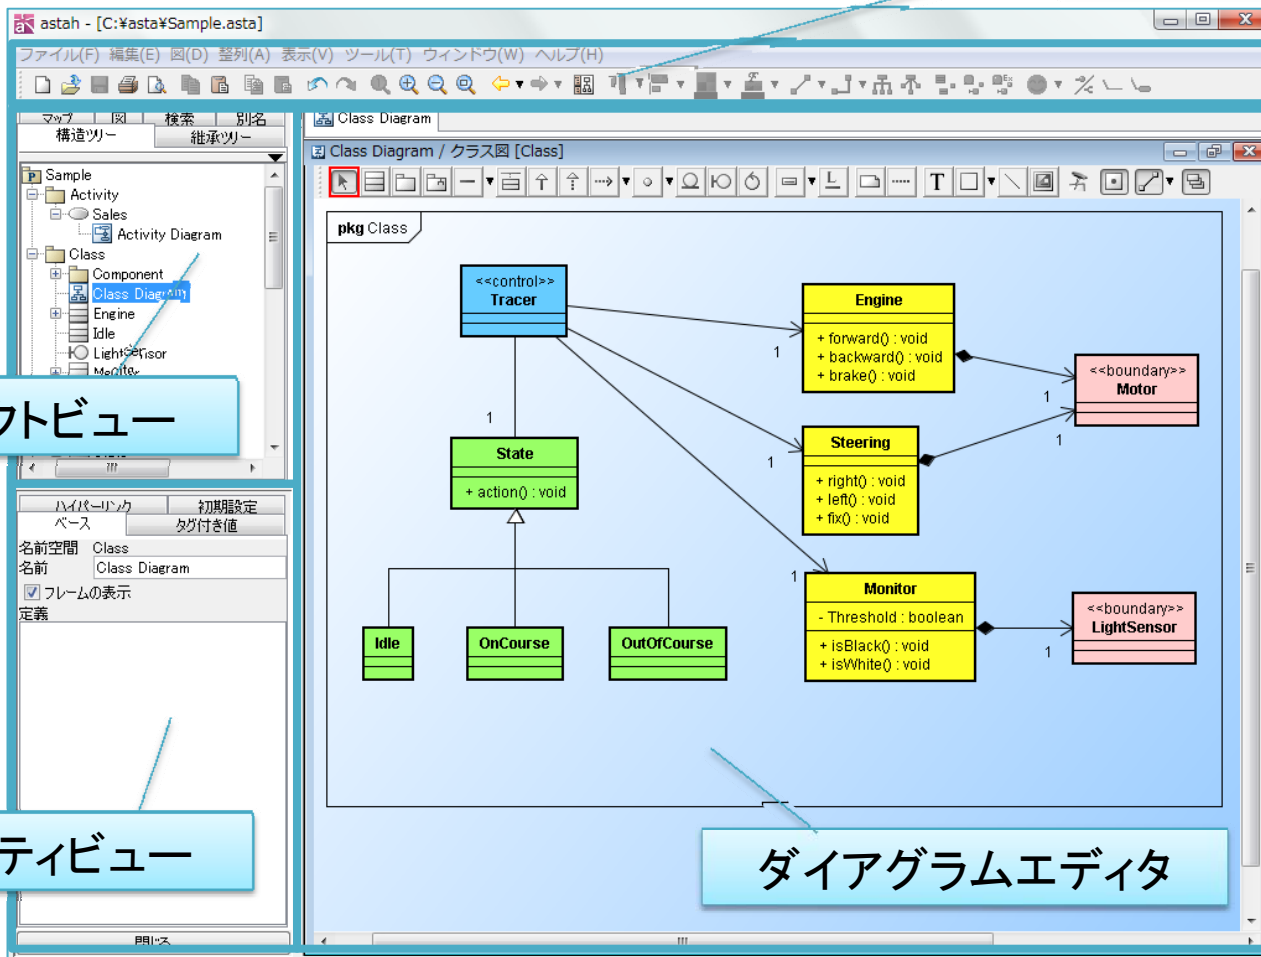 astah - [C:¥asta¥Sample.asta]
ファイル(F) 編集(E) 図(D) 整列(A) 表示(V) ツール(T) ウィンドウ(W) ヘルプ(H)
マップ 図 検索 別名
構造ツリー 継承ツリー
Sample
Activity
Sales
Activity Diagram
Class
Component
Class Diagram
Engine
Idle
LightSensor
Monitor
クトビュー
ハイパーリンク 初期設定
ベース タグ付き値
名前空間 Class
名前 Class Diagram
フレームの表示
定義
ティビュー
閉じる
Class Diagram
Class Diagram / クラス図 [Class]
T
pkg Class
<<control>>
Tracer
Engine
+ forward() : void
+ backward() : void
+ brake() : void
1
<<boundary>>
Motor
1
1
State
+ action() : void
1
Steering
+ right() : void
+ left() : void
+ fix() : void
1
1
Monitor
- Threshold : boolean
+ isBlack() : void
+ isWhite() : void
1
<<boundary>>
LightSensor
1
Idle
OnCourse
OutOfCourse
ダイアグラムエディタ